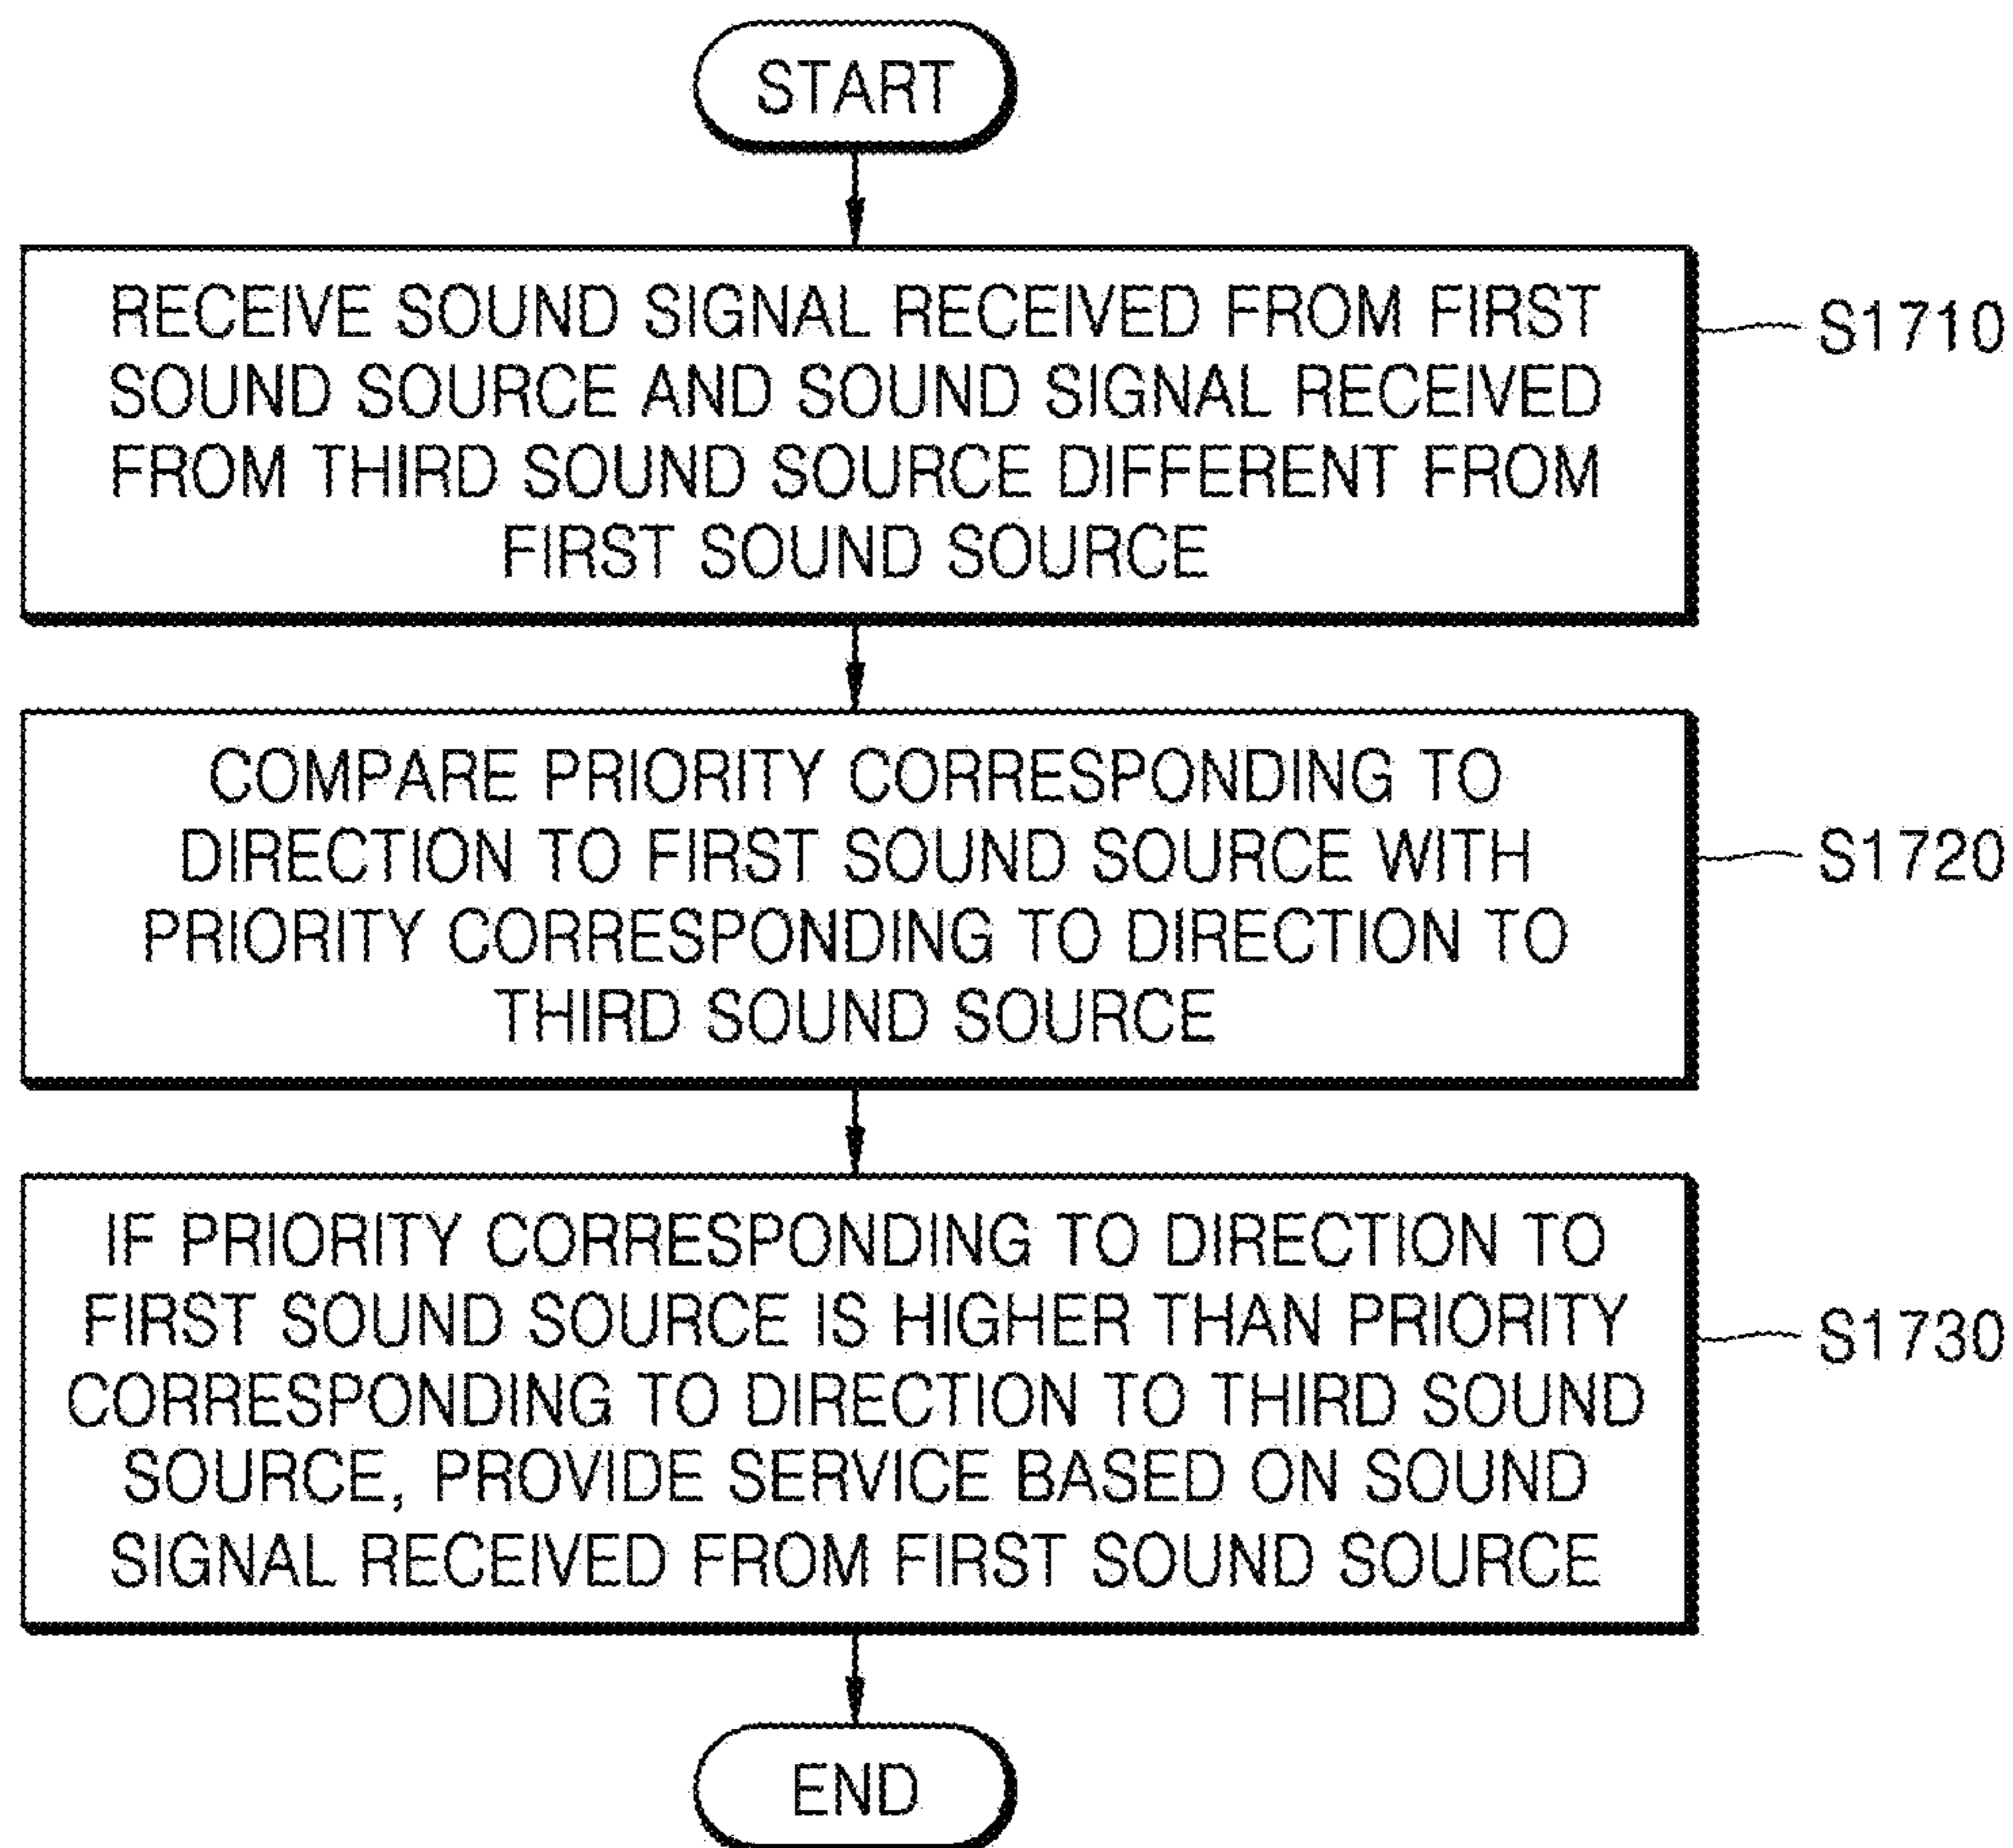 START
RECEIVE SOUND SIGNAL RECEIVED FROM FIRST
SOUND SOURCE AND SOUND SIGNAL RECEIVED
FROM THIRD SOUND SOURCE DIFFERENT FROM
FIRST SOUND SOURCE
S1710
COMPARE PRIORITY CORRESPONDING TO
DIRECTION TO FIRST SOUND SOURCE WITH
PRIORITY CORRESPONDING TO DIRECTION TO
THIRD SOUND SOURCE
S1720
IF PRIORITY CORRESPONDING TO DIRECTION TO
FIRST SOUND SOURCE IS HIGHER THAN PRIORITY
CORRESPONDING TO DIRECTION TO THIRD SOUND
SOURCE, PROVIDE SERVICE BASED ON SOUND
SIGNAL RECEIVED FROM FIRST SOUND SOURCE
S1730
END